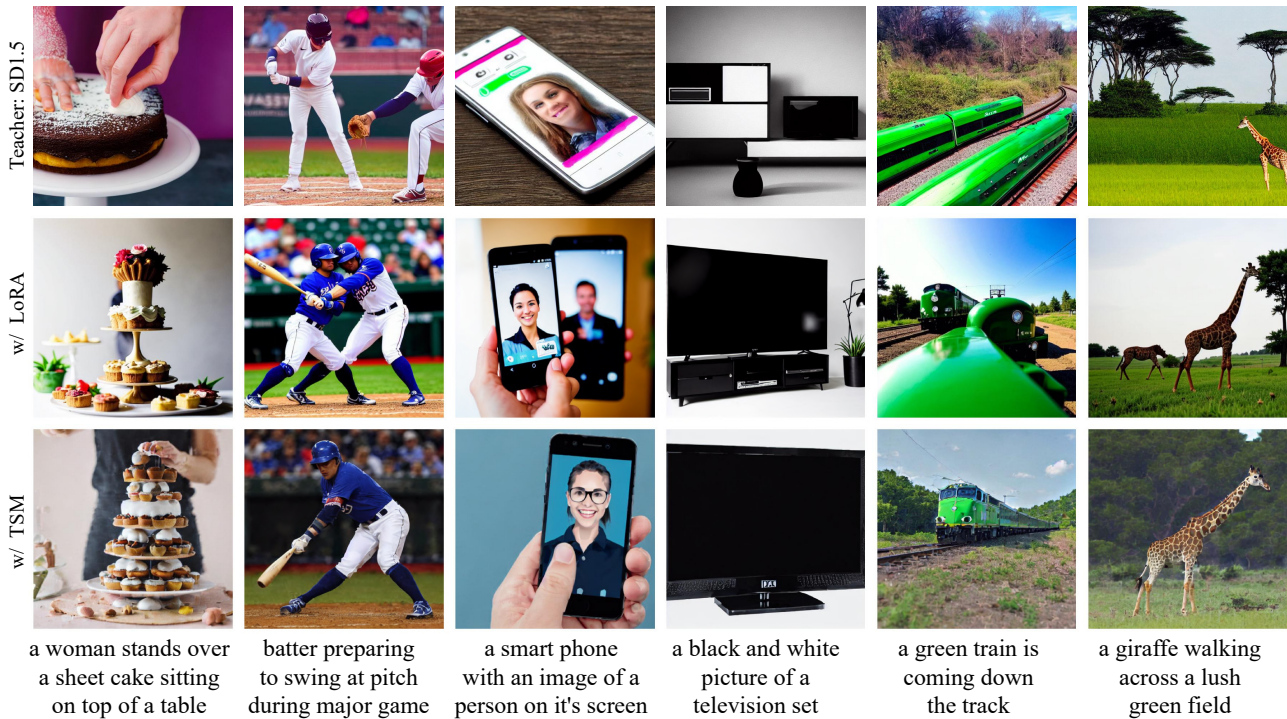 Teacher: SD1.5
w/ LoRA
w/ TSM
a woman stands over
a sheet cake sitting
on top of a table
batter preparing
to swing at pitch
during major game
a smart phone
with an image of a
person on it's screen
a black and white
picture of a
television set
a green train is
coming down
the track
a giraffe walking
across a lush
green field